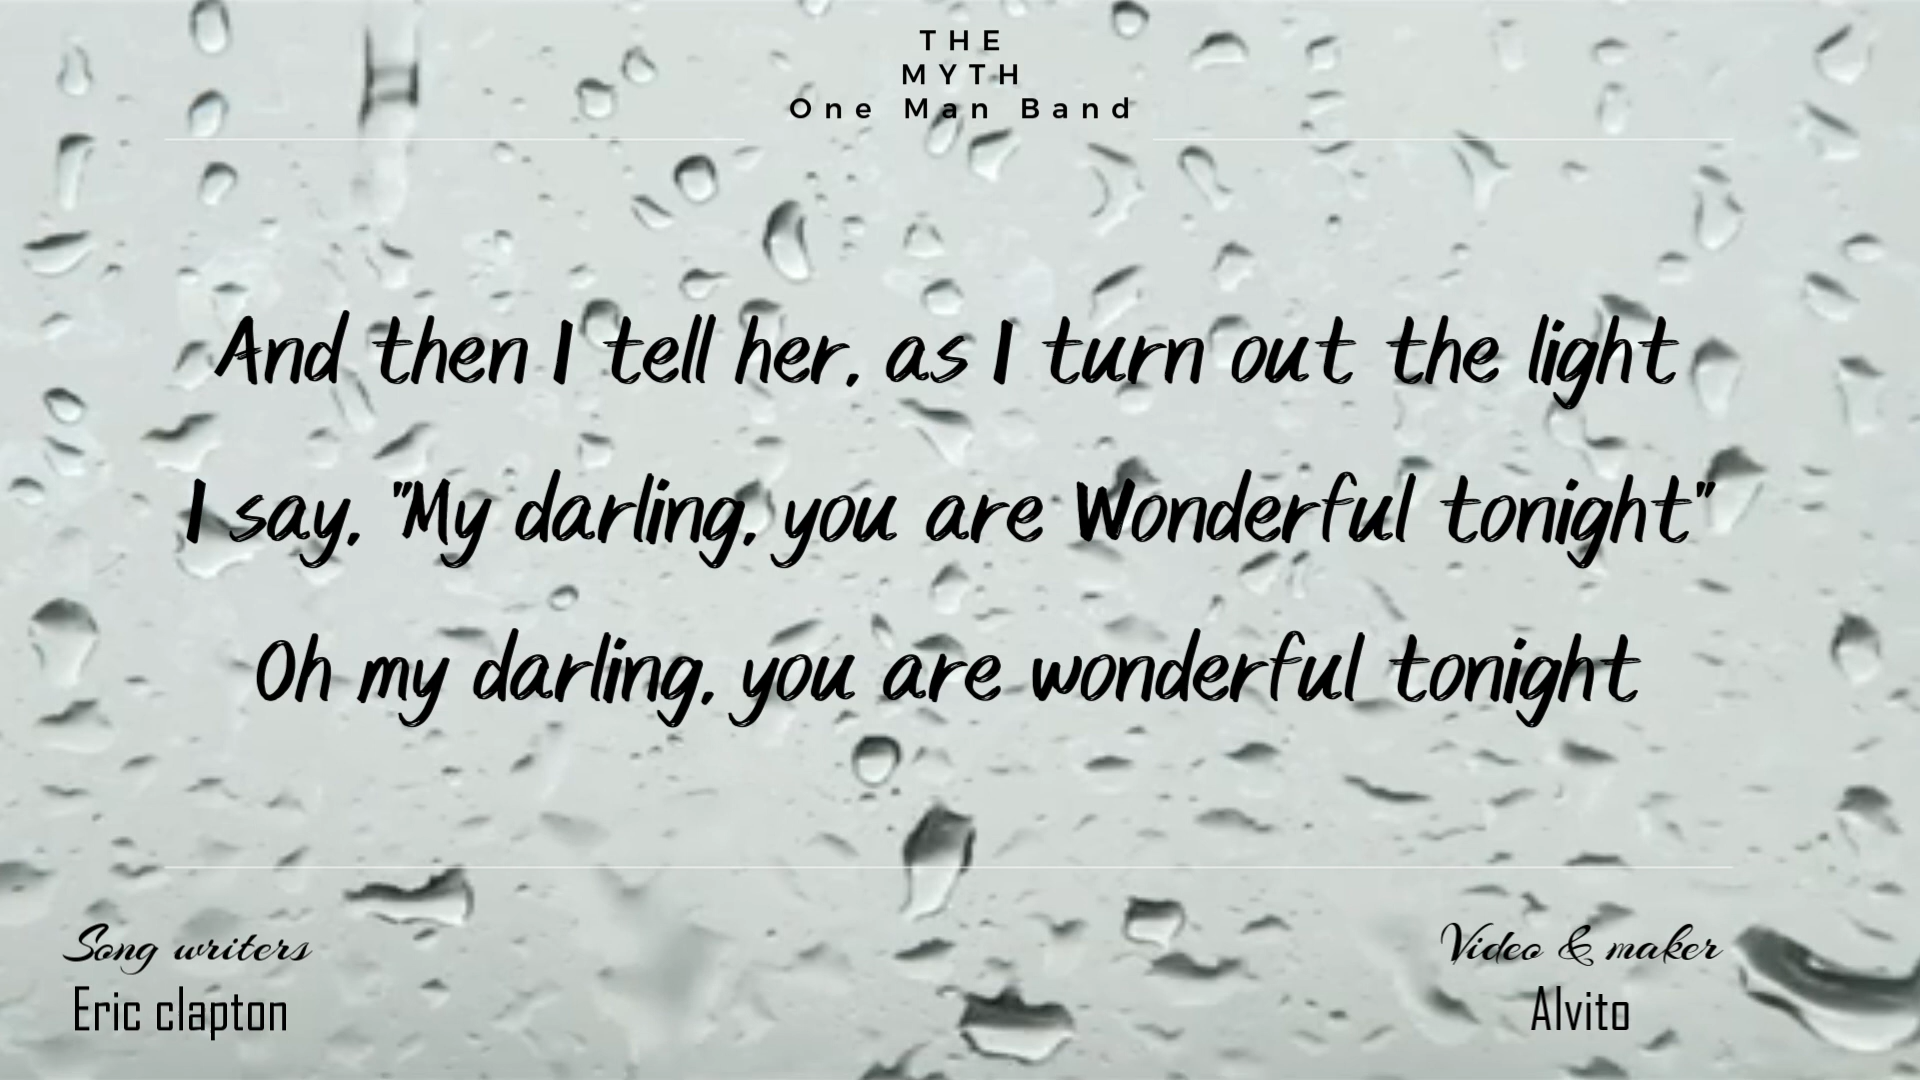 THE
MYTH
One Man Band
And then I tell her, as I turn out the light
I say, "My darling, you are Wonderful tonight"
Oh my darling, you are wonderful tonight
Song writers
Eric clapton
Video & maker
Alvito